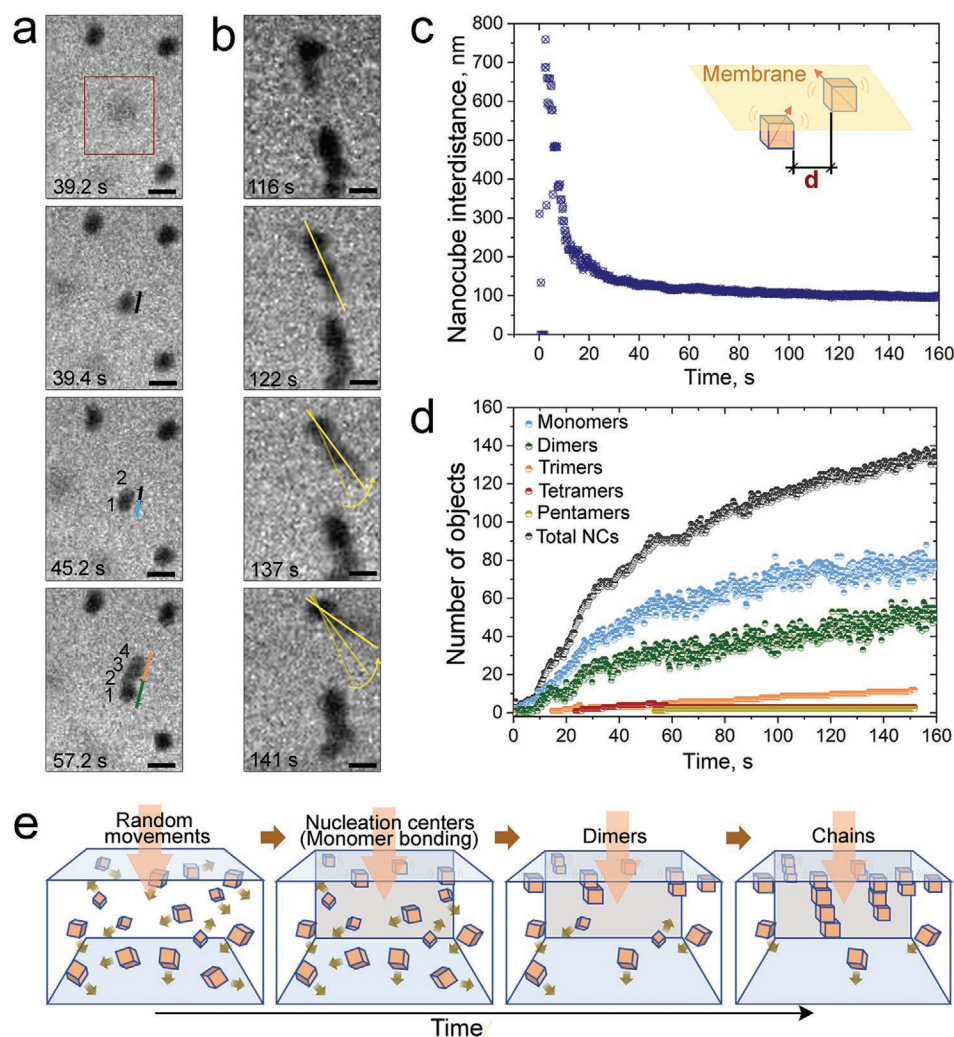 a
39.2 s
39.4 s
2
1
45.2 s
4
3
2
1
57.2 s
b
116 s
122 s
137 s
141 s
c
Nanocube interdistance, nm
800
700
600
500
400
300
200
100
0
Membrane
d
0 20 40 60 80 100 120 140 160
Time, s
d
Number of objects
160
140
120
100
80
60
40
20
0
Monomers
Dimers
Trimers
Tetramers
Pentamers
Total NCs
0 20 40 60 80 100 120 140 160
Time, s
e
Random
movements
Nucleation centers
(Monomer bonding)
Dimers
Chains
Time